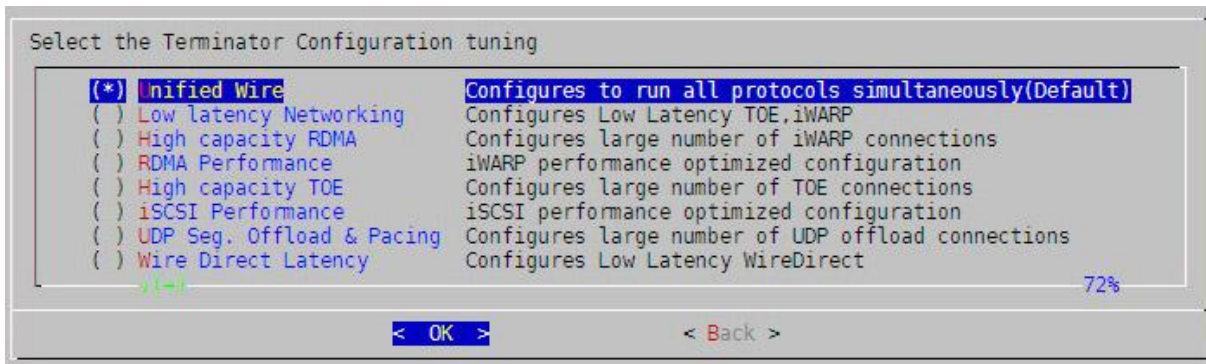 Select the Terminator Configuration tuning
(*) Unified Wire Configures to run all protocols simultaneously(Default)
( ) Low latency Networking Configures Low Latency TOE,iWARP
( ) High capacity RDMA Configures large number of iWARP connections
( ) RDMA Performance iWARP performance optimized configuration
( ) High capacity TOE Configures large number of TOE connections
( ) iSCSI Performance iSCSI performance optimized configuration
( ) UDP Seg. Offload & Pacing Configures large number of UDP offload connections
( ) Wire Direct Latency Configures Low Latency WireDirect
↓(+) 72%
< OK > < Back >